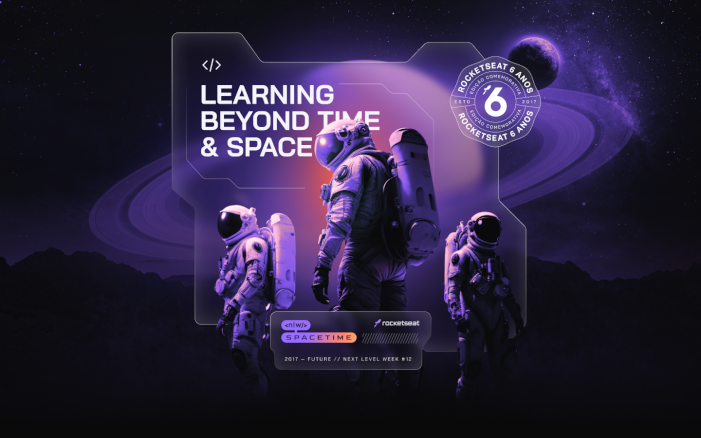 </>
LEARNING
BEYOND TIME
& SPACE
ROCKETSEAT 6 ANOS
EDIÇÃO COMEMORATIVA
ESTD 2017
6
EDIÇÃO COMEMORATIVA
ROCKETSEAT 6 ANOS
<n|w/> rocketseat
SPACETIME
2017 — FUTURE // NEXT LEVEL WEEK #12